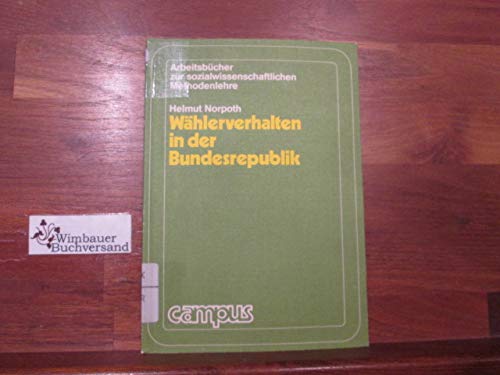 Arbeitsbücher
zur sozialwissenschaftlichen
Methodenlehre
Helmut Norpoth
Wählerverhalten
in der
Bundesrepublik
campus
Wimbauer
Buchversand